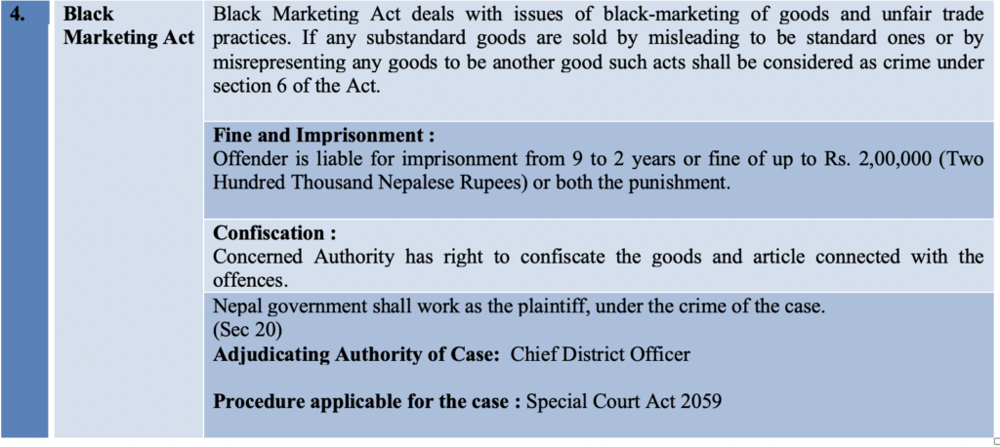 4.
Black
Marketing Act
Black Marketing Act deals with issues of black-marketing of goods and unfair trade
practices. If any substandard goods are sold by misleading to be standard ones or by
misrepresenting any goods to be another good such acts shall be considered as crime under
section 6 of the Act.
Fine and Imprisonment :
Offender is liable for imprisonment from 9 to 2 years or fine of up to Rs. 2,00,000 (Two
Hundred Thousand Nepalese Rupees) or both the punishment.
Confiscation :
Concerned Authority has right to confiscate the goods and article connected with the
offences.
Nepal government shall work as the plaintiff, under the crime of the case.
(Sec 20)
Adjudicating Authority of Case: Chief District Officer
Procedure applicable for the case : Special Court Act 2059